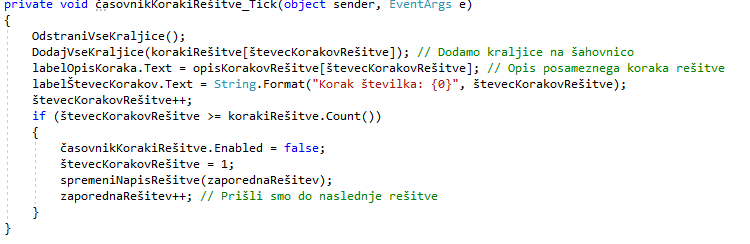 private void časovnikKorakiRešitve_Tick(object sender, EventArgs e)
{
OdstraniVseKraljice();
DodajVseKraljice(korakiRešitve[števecKorakovRešitve]); // Dodamo kraljice na šahovnico
labelOpisKoraka.Text = opisKorakovRešitve[števecKorakovRešitve]; // Opis posameznega koraka rešitve
labelŠtevecKorakov.Text = String.Format("Korak številka: {0}", števecKorakovRešitve);
števecKorakovRešitve++;
if (števecKorakovRešitve >= korakiRešitve.Count())
{
časovnikKorakiRešitve.Enabled = false;
števecKorakovRešitve = 1;
spremeniNapisRešitve(zaporednaRešitev);
zaporednaRešitev++; // Prišli smo do naslednje rešitve
}
}